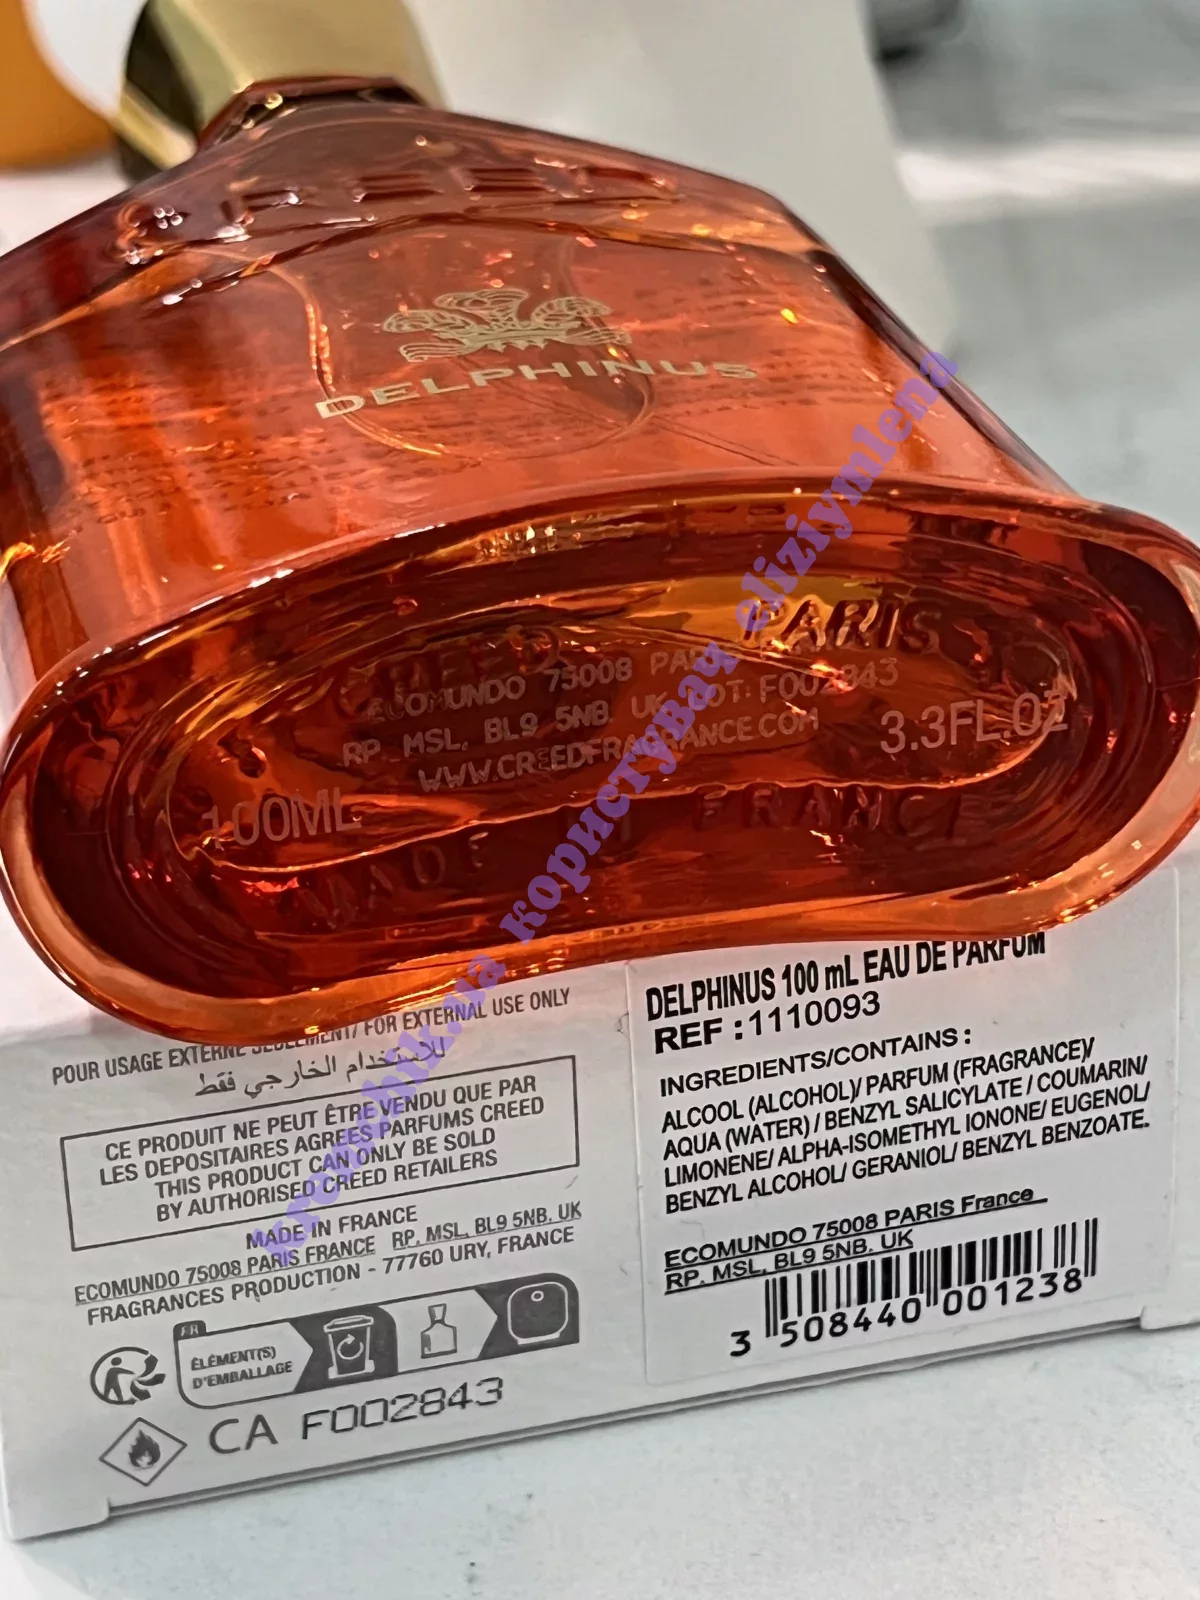 CREED
DELPHINUS
CREED PARIS
ECOMUNDO 75008 PARIS
RP. MSL, BL9 5NB. UK LOT: F002843
WWW.CREEDFRAGRANCE.COM
100ML
3.3FL.OZ
MADE FRANCE
POUR USAGE EXTERNE SEULEMENT/ FOR EXTERNAL USE ONLY
للاستخدام الخارجي فقط
CE PRODUIT NE PEUT ÊTRE VENDU QUE PAR
LES DEPOSITAIRES AGREES PARFUMS CREED
THIS PRODUCT CAN ONLY BE SOLD
BY AUTHORISED CREED RETAILERS
MADE IN FRANCE
ECOMUNDO 75008 PARIS FRANCE RP. MSL, BL9 5NB. UK
FRAGRANCES PRODUCTION - 77760 URY, FRANCE
FR
ÉLÉMENT(S)
D'EMBALLAGE
CA F002843
DELPHINUS 100 mL EAU DE PARFUM
REF : 1110093
INGREDIENTS/CONTAINS :
ALCOOL (ALCOHOL)/ PARFUM (FRAGRANCE)/
AQUA (WATER) / BENZYL SALICYLATE / COUMARIN/
LIMONENE/ ALPHA-ISOMETHYL IONONE/ EUGENOL/
BENZYL ALCOHOL/ GERANIOL/ BENZYL BENZOATE.
ECOMUNDO 75008 PARIS France
RP. MSL, BL9 5NB. UK
3 508440 001238
kremchik.ua користувач eliziymlena